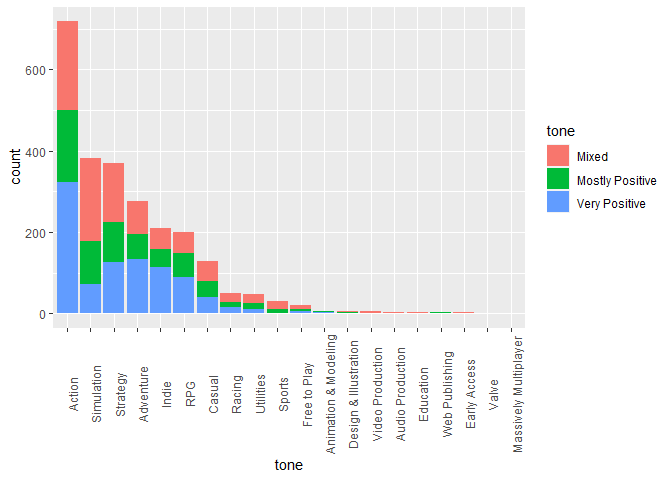 600
400
200
0
count
Action
Simulation
Strategy
Adventure
Indie
RPG
Casual
Racing
Utilities
Sports
Free to Play
Animation & Modeling
Design & Illustration
Video Production
Audio Production
Education
Web Publishing
Early Access
Valve
Massively Multiplayer
tone
tone
Mixed
Mostly Positive
Very Positive